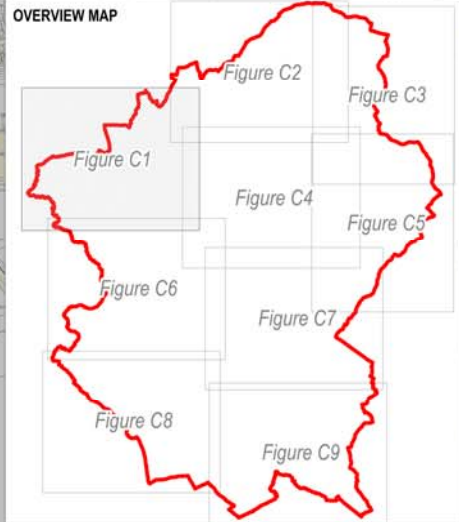 OVERVIEW MAP
Figure C2
Figure C3
Figure C1
Figure C4
Figure C5
Figure C6
Figure C7
Figure C8
Figure C9